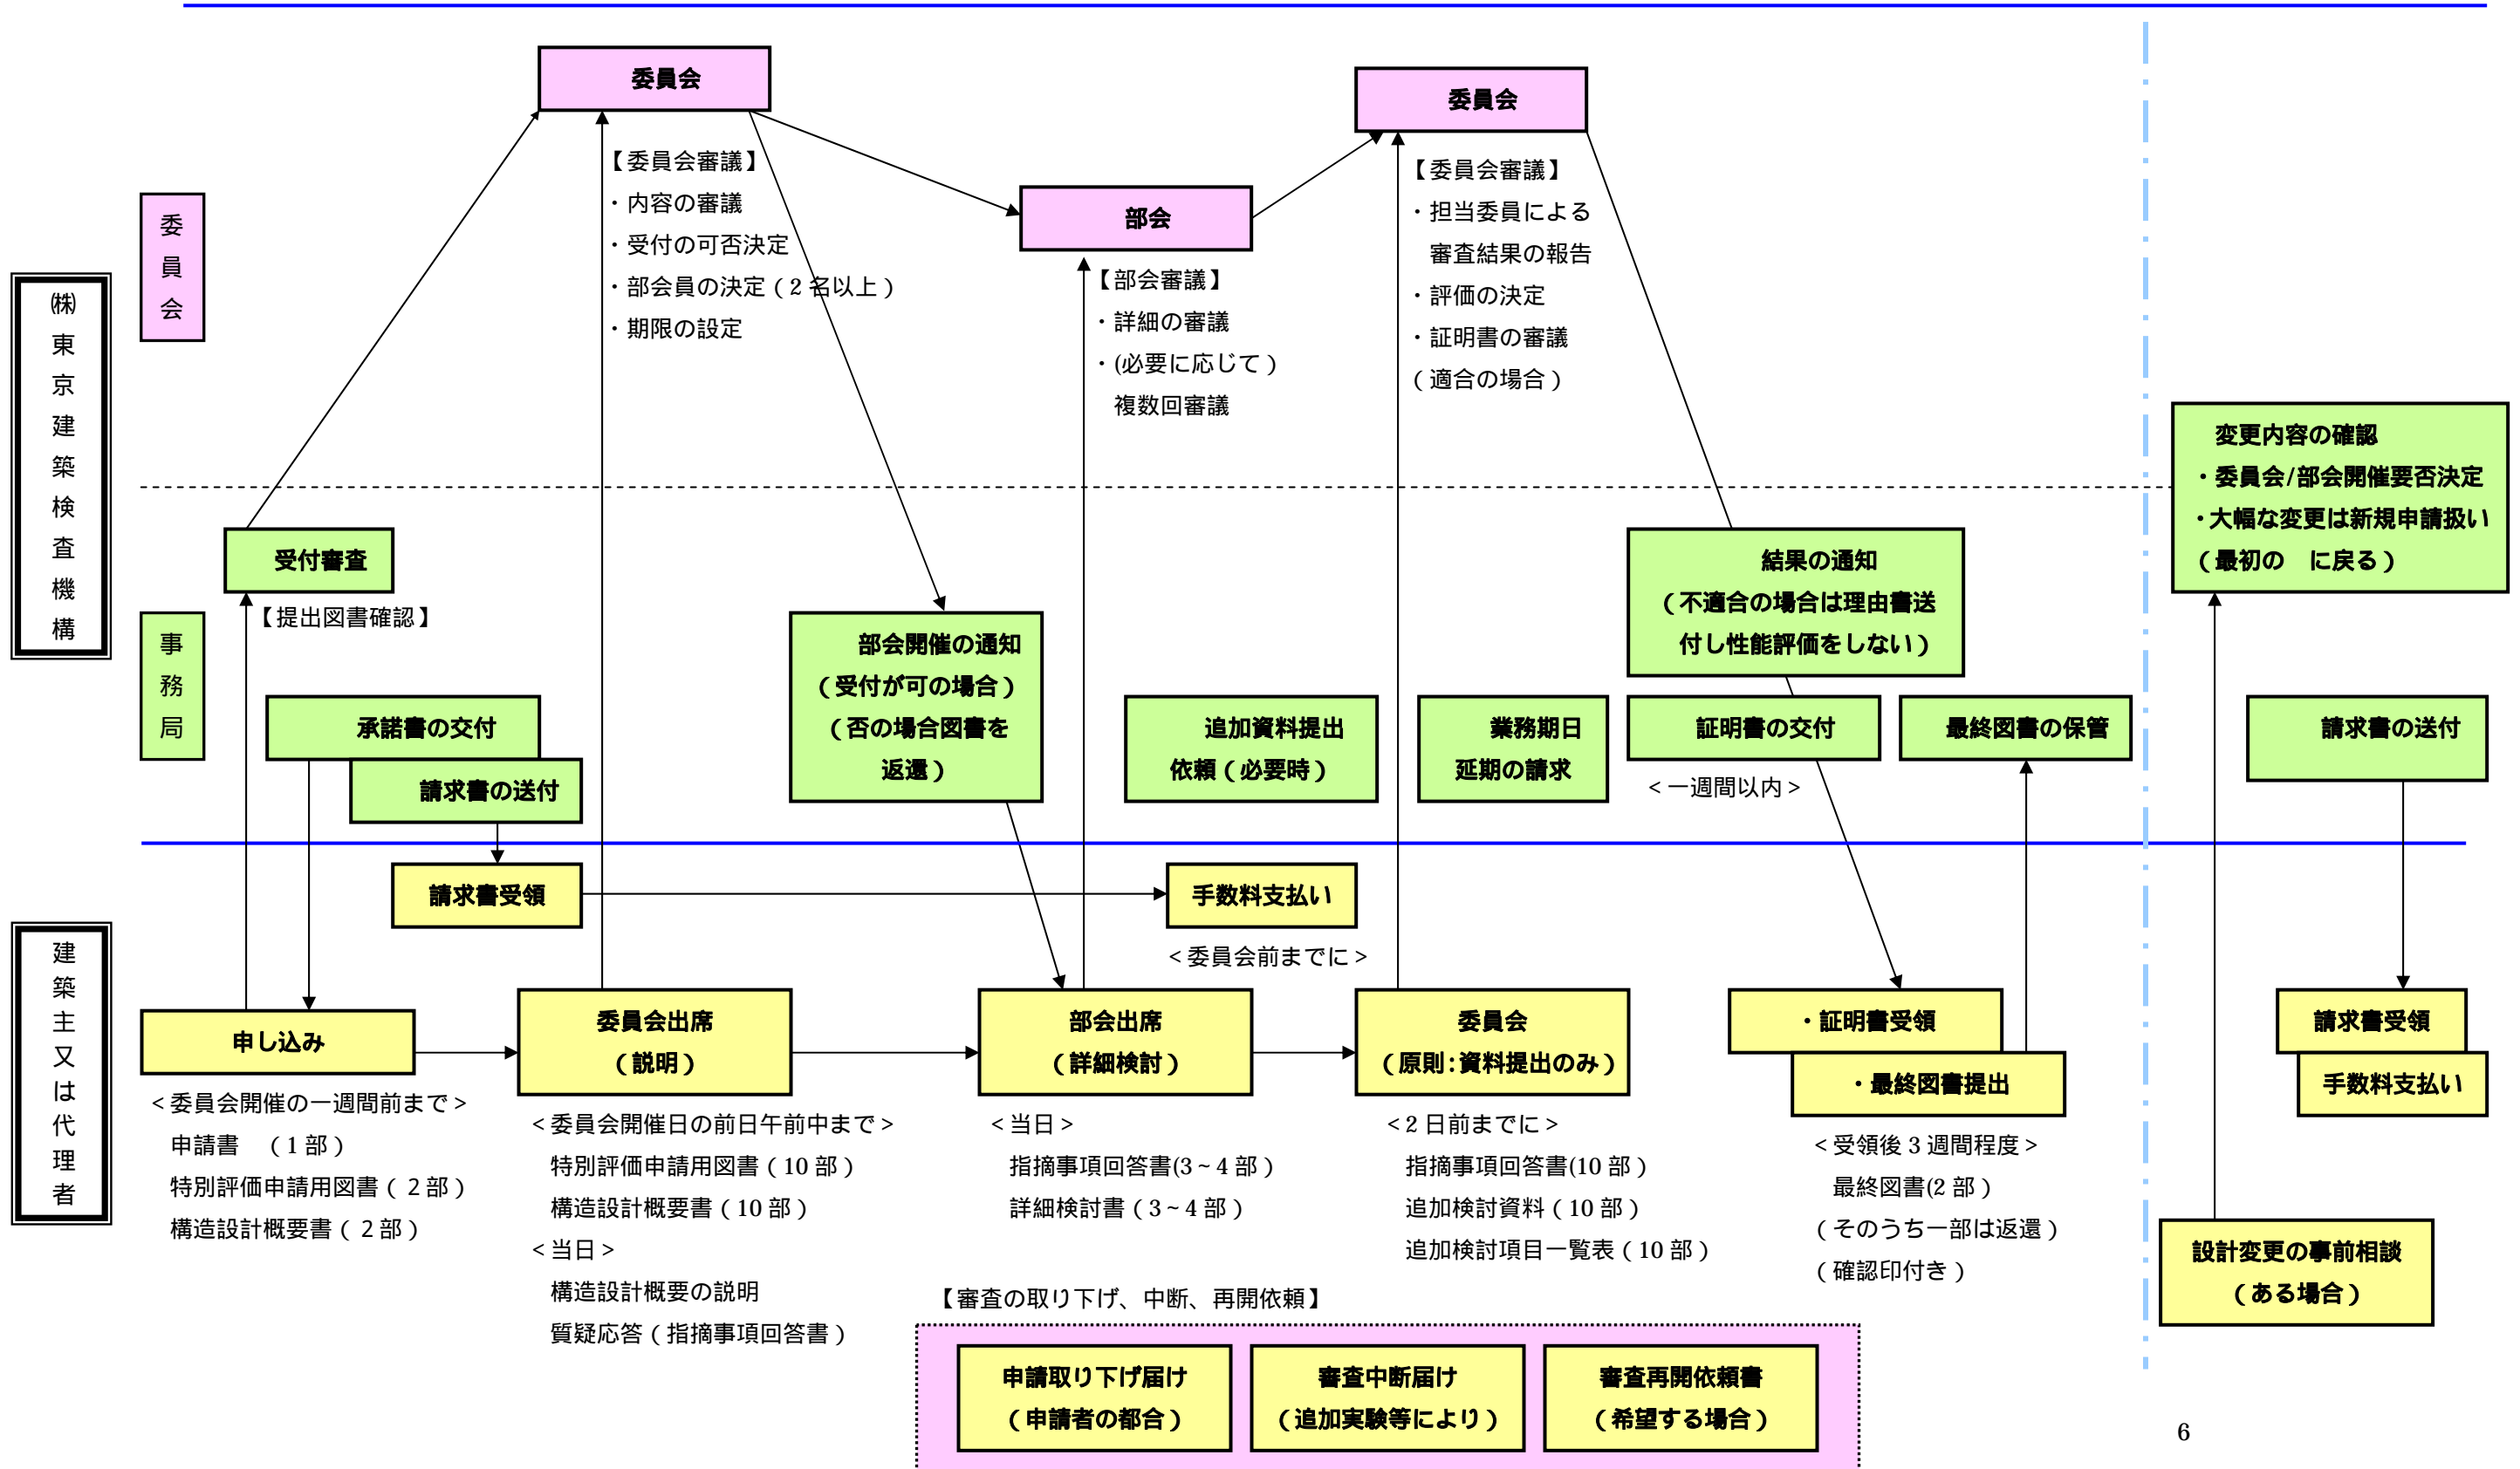 委員会
委員会
【委員会審議】
・内容の審議
・受付の可否決定
・部会員の決定（2 名以上）
・期限の設定
部会
【部会審議】
・詳細の審議
・(必要に応じて）
複数回審議
【委員会審議】
・担当委員による
審査結果の報告
・評価の決定
・証明書の審議
（適合の場合）
委員会
㈱東京建築検査機構
事務局
変更内容の確認
・委員会/部会開催要否決定
・大幅な変更は新規申請扱い
（最初の　に戻る）
受付審査
【提出図書確認】
結果の通知
（不適合の場合は理由書送
付し性能評価をしない）
部会開催の通知
（受付が可の場合）
（否の場合図書を
返還）
承諾書の交付
請求書の送付
追加資料提出
依頼（必要時）
業務期日
延期の請求
証明書の交付
＜一週間以内＞
最終図書の保管
請求書の送付
建築主又は代理者
請求書受領
手数料支払い
＜委員会前までに＞
申し込み
＜委員会開催の一週間前まで＞
申請書　（1 部）
特別評価申請用図書（２部）
構造設計概要書（２部）
委員会出席
（説明）
＜委員会開催日の前日午前中まで＞
特別評価申請用図書（10 部）
構造設計概要書（10 部）
＜当日＞
構造設計概要の説明
質疑応答（指摘事項回答書）
部会出席
（詳細検討）
＜当日＞
指摘事項回答書(3～4 部）
詳細検討書（3～4 部）
委員会
（原則：資料提出のみ）
＜2 日前までに＞
指摘事項回答書(10 部）
追加検討資料（10 部）
追加検討項目一覧表（10 部）
・証明書受領
・最終図書提出
＜受領後 3 週間程度＞
最終図書(2 部）
（そのうち一部は返還）
（確認印付き）
請求書受領
手数料支払い
設計変更の事前相談
（ある場合）
【審査の取り下げ、中断、再開依頼】
申請取り下げ届け
（申請者の都合）
審査中断届け
（追加実験等により）
審査再開依頼書
（希望する場合）
6